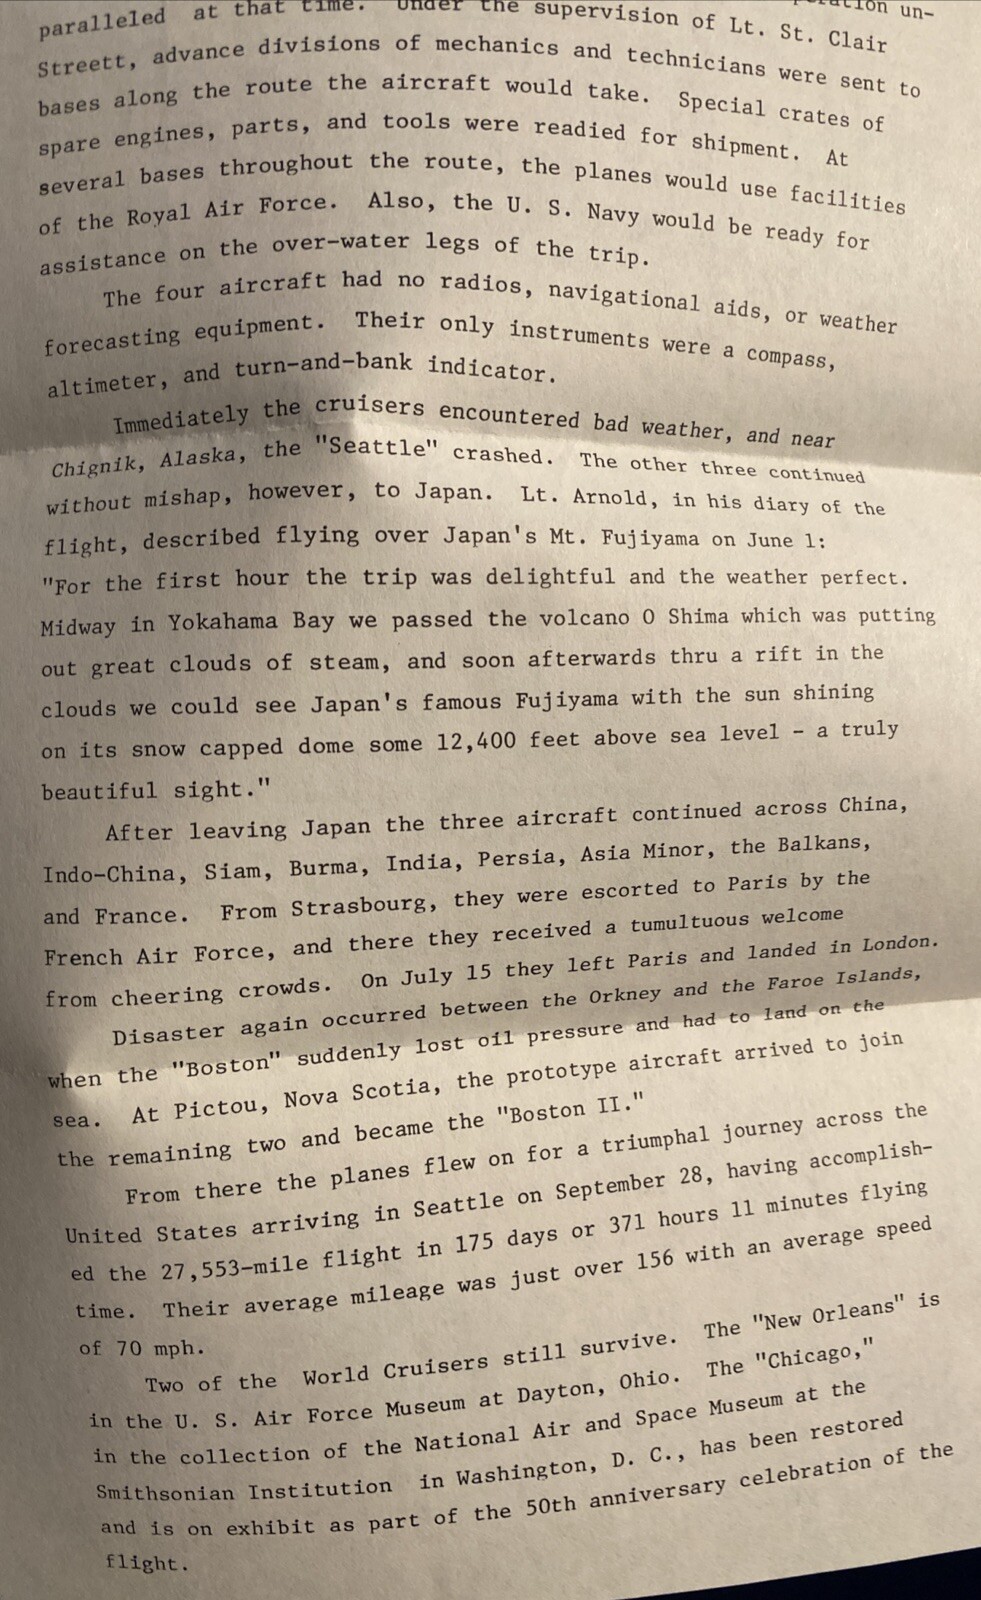 paralleled at that time. Under the supervision of Lt. St. Clair un-
Streett, advance divisions of mechanics and technicians were sent to
bases along the route the aircraft would take. Special crates of
spare engines, parts, and tools were readied for shipment. At
several bases throughout the route, the planes would use facilities
of the Royal Air Force. Also, the U. S. Navy would be ready for
assistance on the over-water legs of the trip.
The four aircraft had no radios, navigational aids, or weather
forecasting equipment. Their only instruments were a compass,
altimeter, and turn-and-bank indicator.
Immediately the cruisers encountered bad weather, and near
Chignik, Alaska, the "Seattle" crashed. The other three continued
without mishap, however, to Japan. Lt. Arnold, in his diary of the
flight, described flying over Japan's Mt. Fujiyama on June 1:
"For the first hour the trip was delightful and the weather perfect.
Midway in Yokahama Bay we passed the volcano O Shima which was putting
out great clouds of steam, and soon afterwards thru a rift in the
clouds we could see Japan's famous Fujiyama with the sun shining
on its snow capped dome some 12,400 feet above sea level - a truly
beautiful sight."
After leaving Japan the three aircraft continued across China,
Indo-China, Siam, Burma, India, Persia, Asia Minor, the Balkans,
and France. From Strasbourg, they were escorted to Paris by the
French Air Force, and there they received a tumultuous welcome
from cheering crowds. On July 15 they left Paris and landed in London.
Disaster again occurred between the Orkney and the Faroe Islands,
when the "Boston" suddenly lost oil pressure and had to land on the
sea. At Pictou, Nova Scotia, the prototype aircraft arrived to join
the remaining two and became the "Boston II."
From there the planes flew on for a triumphal journey across the
United States arriving in Seattle on September 28, having accomplish-
ed the 27,553-mile flight in 175 days or 371 hours 11 minutes flying
time. Their average mileage was just over 156 with an average speed
of 70 mph.
Two of the World Cruisers still survive. The "New Orleans" is
in the U. S. Air Force Museum at Dayton, Ohio. The "Chicago,"
in the collection of the National Air and Space Museum at the
Smithsonian Institution in Washington, D. C., has been restored
and is on exhibit as part of the 50th anniversary celebration of the
flight.